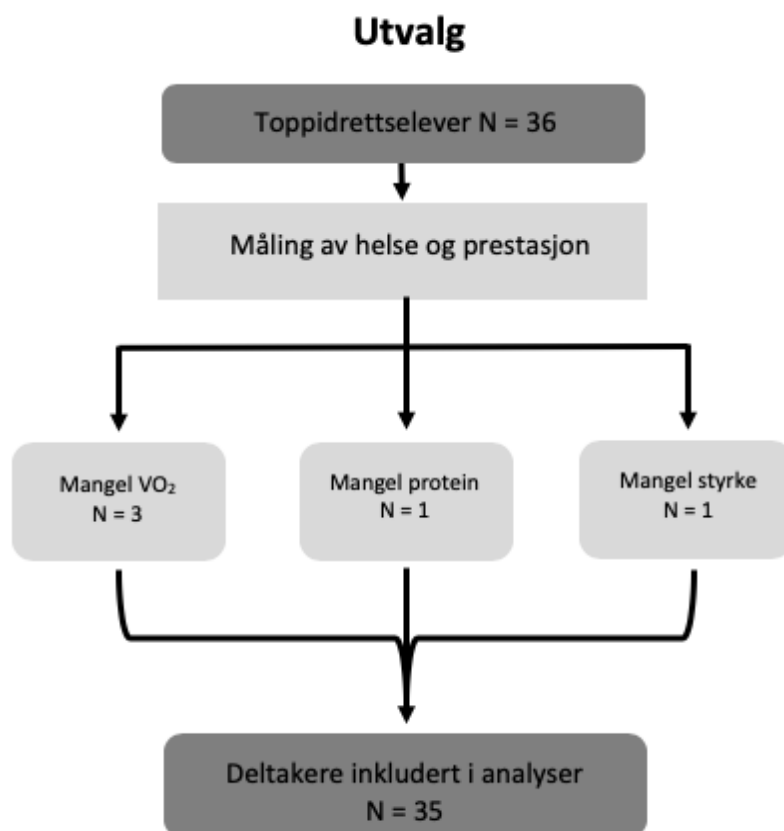 Utvalg
Toppidrettselever N = 36
Måling av helse og prestasjon
Mangel VO₂
N = 3
Mangel protein
N = 1
Mangel styrke
N = 1
Deltakere inkludert i analyser
N = 35